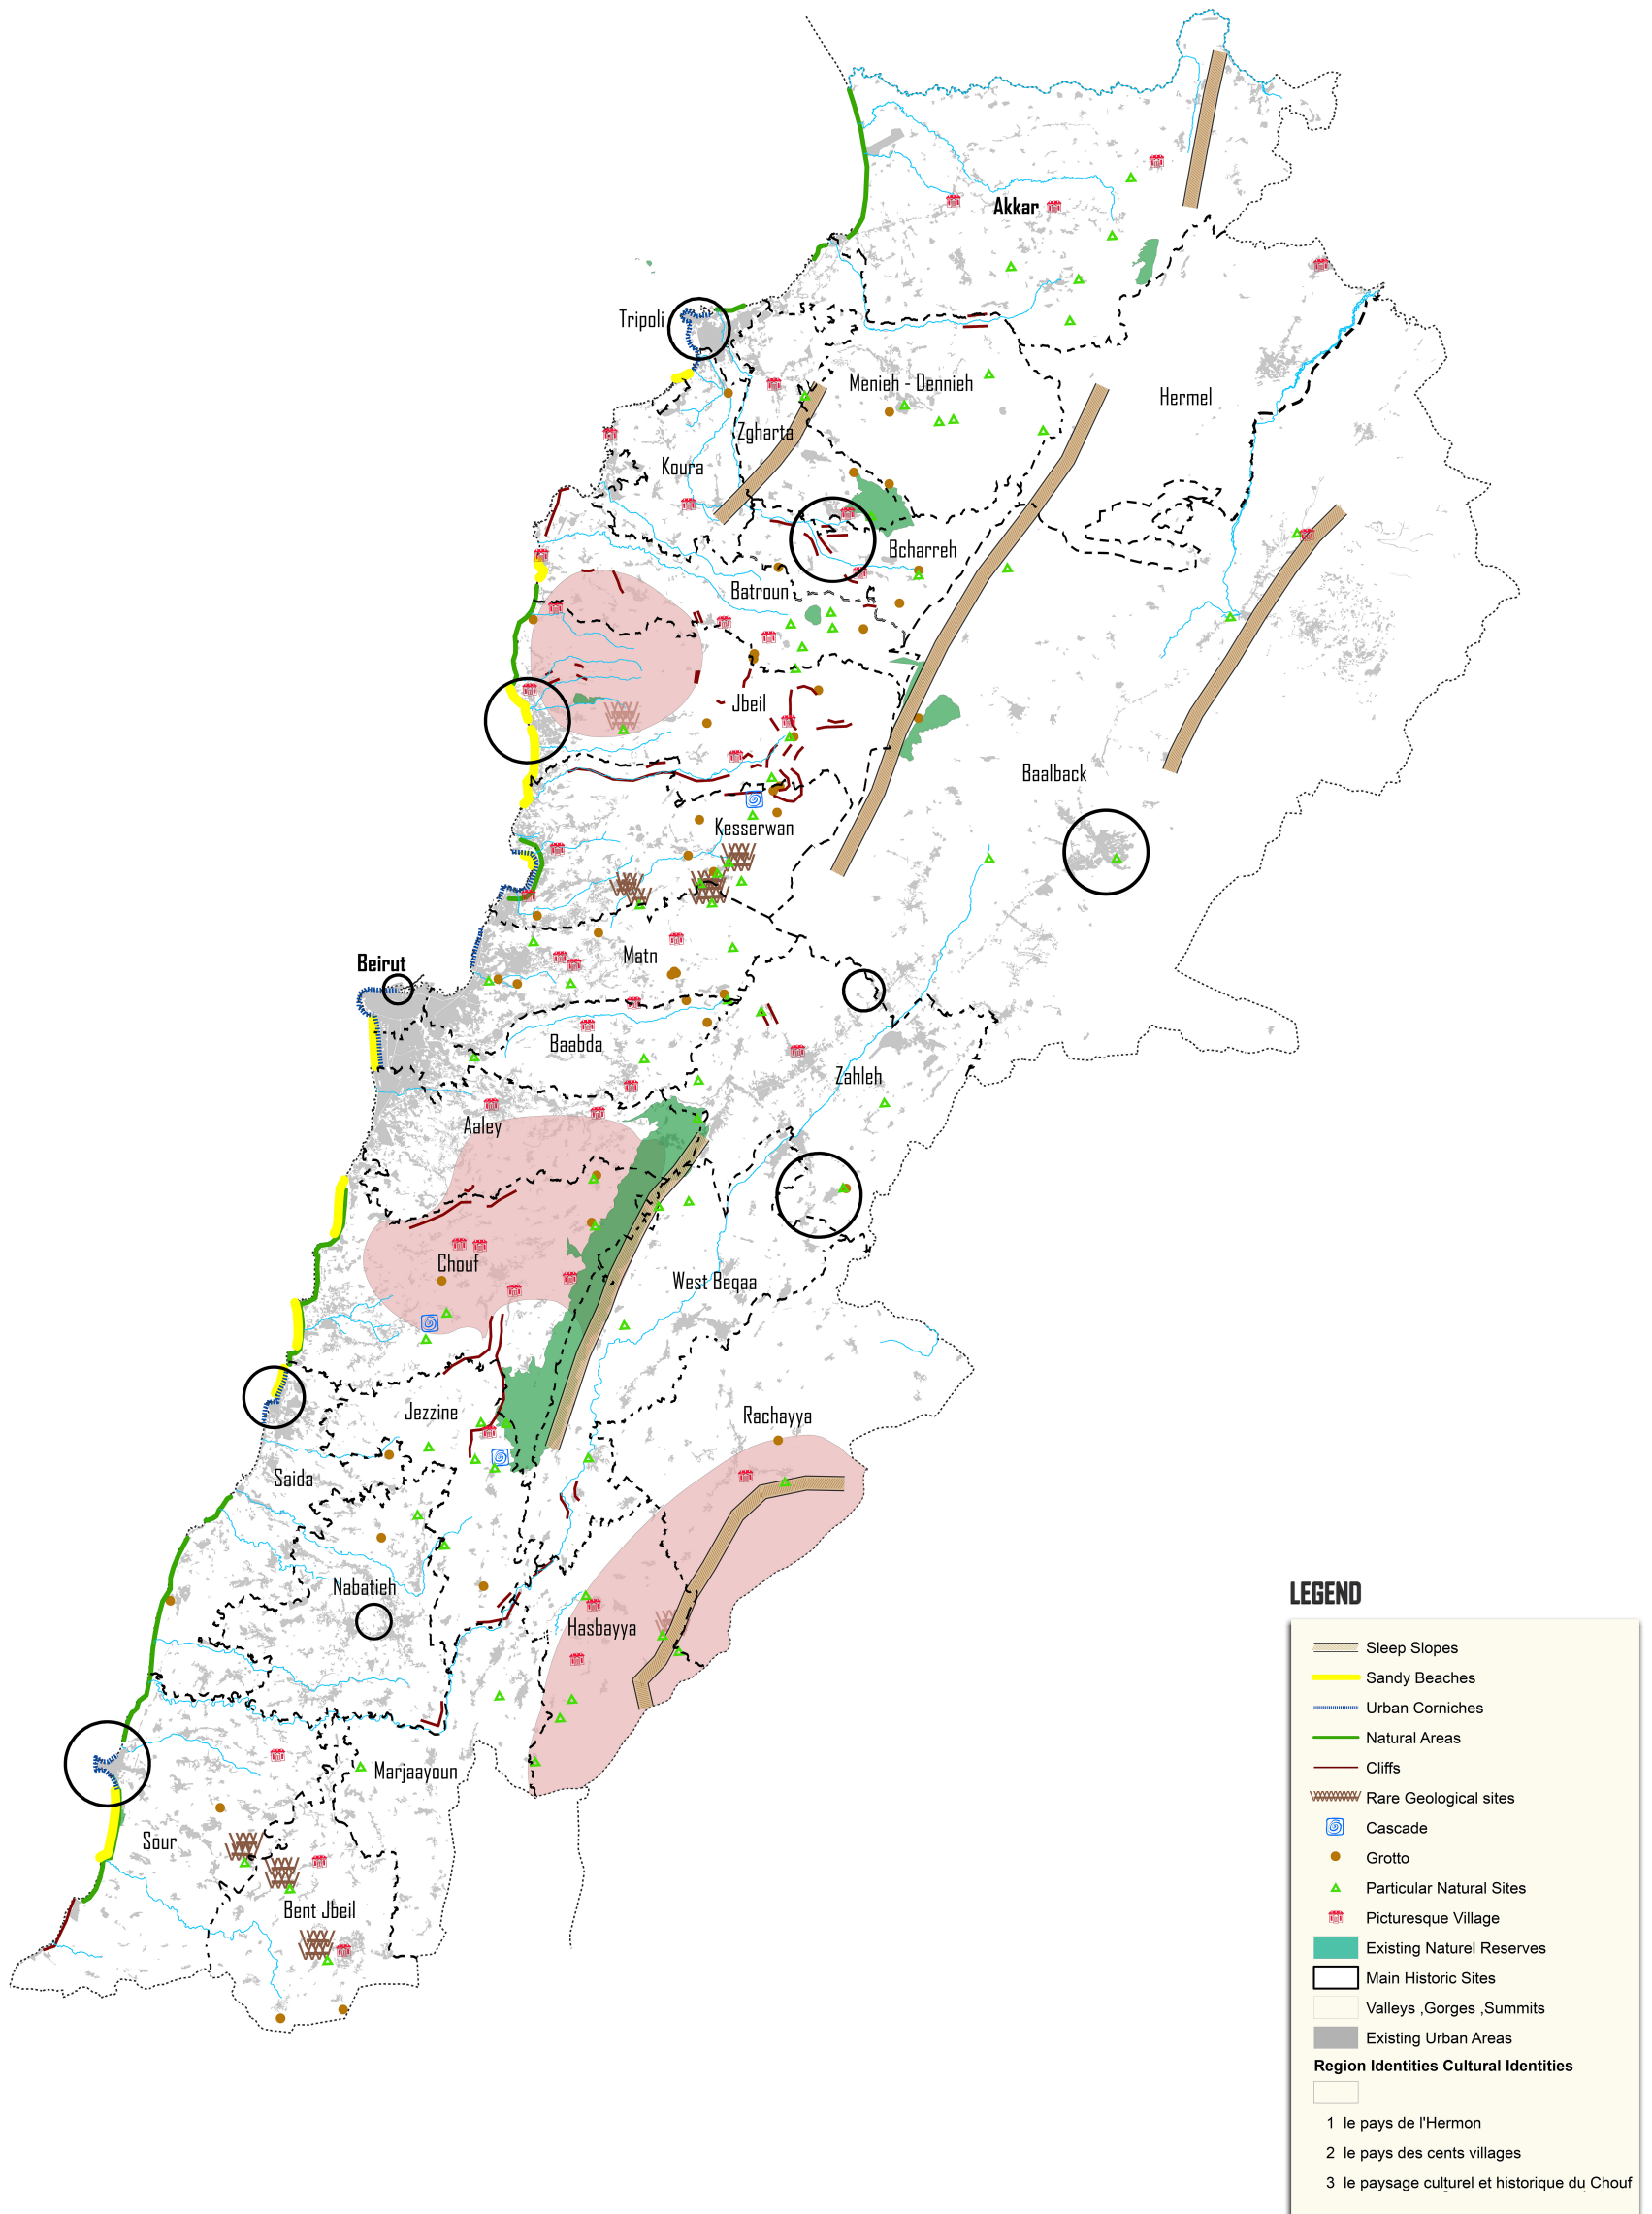 Akkar
Tripoli
Menieh - Dennieh
Hermel
Zgharta
Koura
Bcharreh
Batroun
Jbeil
Baalback
Kesserwan
Matn
Beirut
Baabda
Zahleh
Aaley
Chouf
West Beqaa
Jezzine
Rachayya
Saida
Nabatieh
Hasbayya
Marjaayoun
Sour
Bent Jbeil
LEGEND
Sleep Slopes
Sandy Beaches
Urban Corniches
Natural Areas
Cliffs
Rare Geological sites
Cascade
Grotto
Particular Natural Sites
Picturesque Village
Existing Naturel Reserves
Main Historic Sites
Valleys ,Gorges ,Summits
Existing Urban Areas
Region Identities Cultural Identities
1 le pays de l'Hermon
2 le pays des cents villages
3 le paysage culturel et historique du Chouf